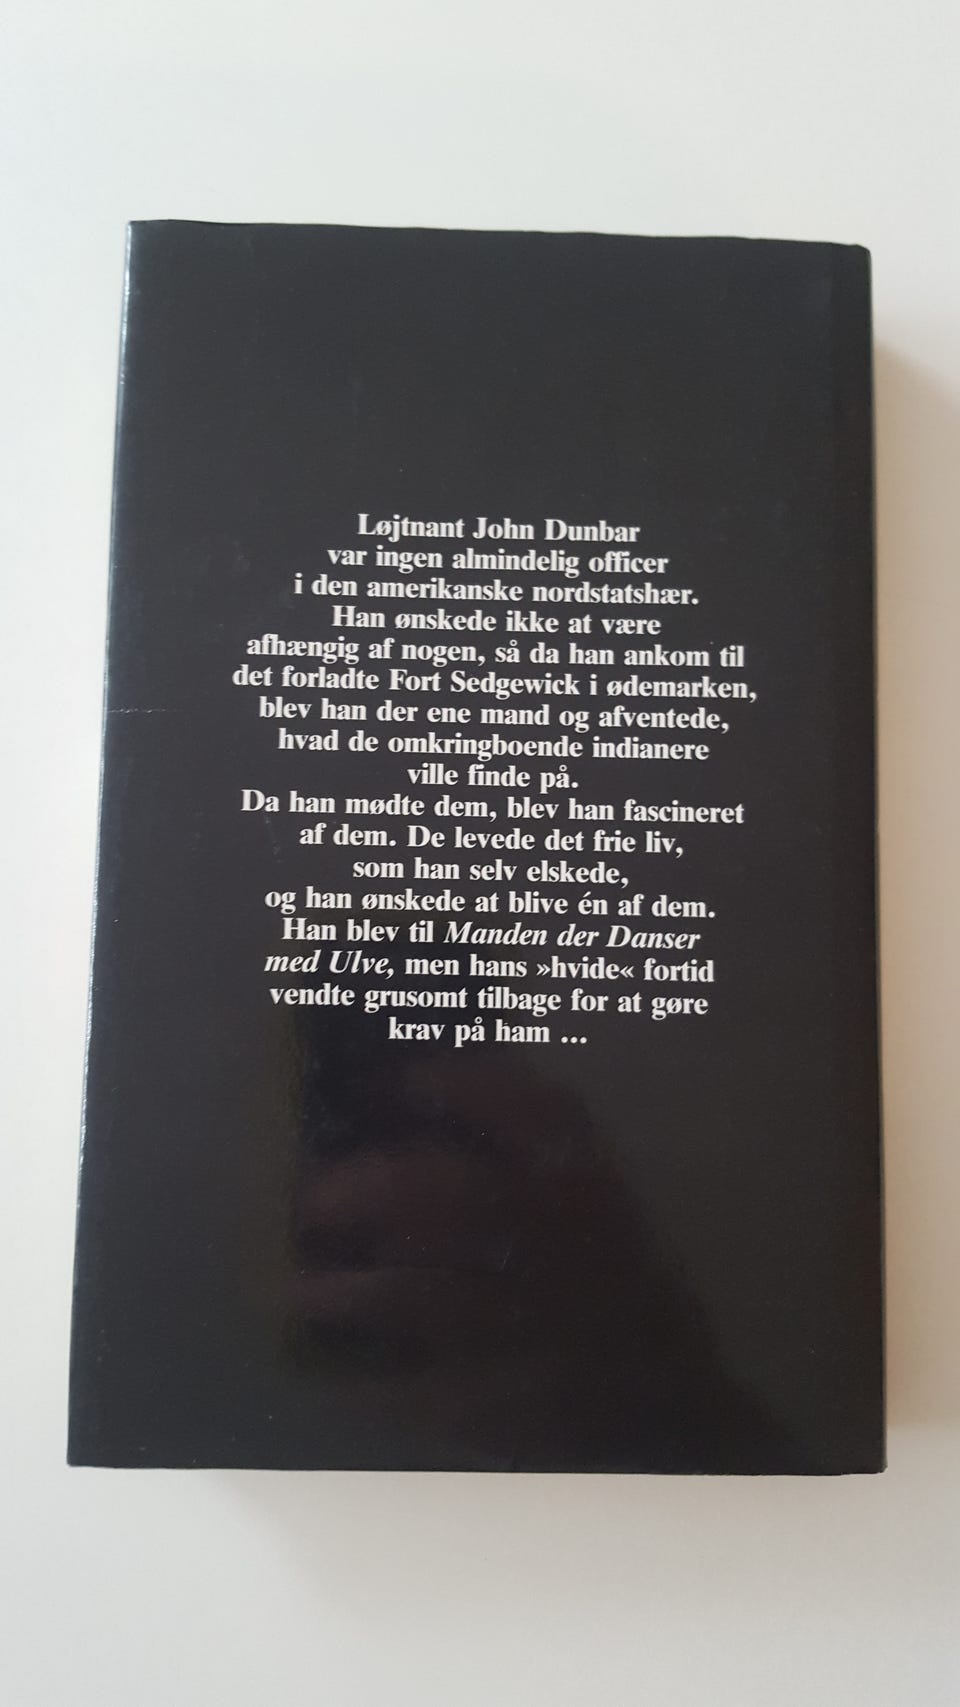 Løjtnant John Dunbar
var ingen almindelig officer
i den amerikanske nordstatshær.
Han ønskede ikke at være
afhængig af nogen, så da han ankom til
det forladte Fort Sedgewick i ødemarken,
blev han der ene mand og afventede,
hvad de omkringboende indianere
ville finde på.
Da han mødte dem, blev han fascineret
af dem. De levede det frie liv,
som han selv elskede,
og han ønskede at blive én af dem.
Han blev til Manden der Danser
med Ulve, men hans »hvide« fortid
vendte grusomt tilbage for at gøre
krav på ham ...